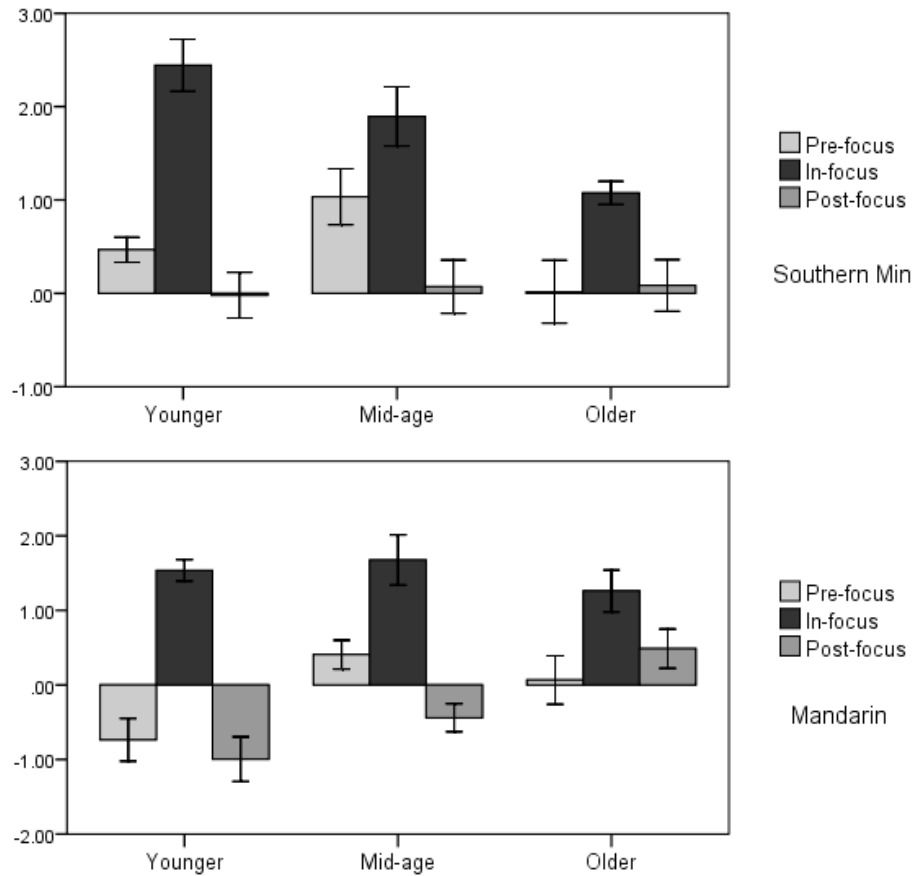 3.00
2.00
1.00
.00
-1.00
Younger
Mid-age
Older
Pre-focus
In-focus
Post-focus
Southern Min
3.00
2.00
1.00
.00
-1.00
-2.00
Younger
Mid-age
Older
Pre-focus
In-focus
Post-focus
Mandarin